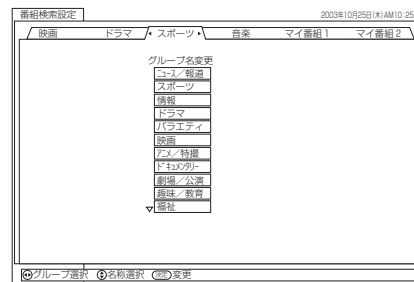 番組検索設定 2003年10月25日(木)AM10:25
映画 ドラマ スポーツ 音楽 マイ番組1 マイ番組2
グループ名変更
ニュース/報道
スポーツ
情報
ドラマ
バラエティ
映画
アニメ/特撮
ドキュメンタリー
劇場/公演
趣味/教育
福祉
グループ選択 名称選択 決定 変更